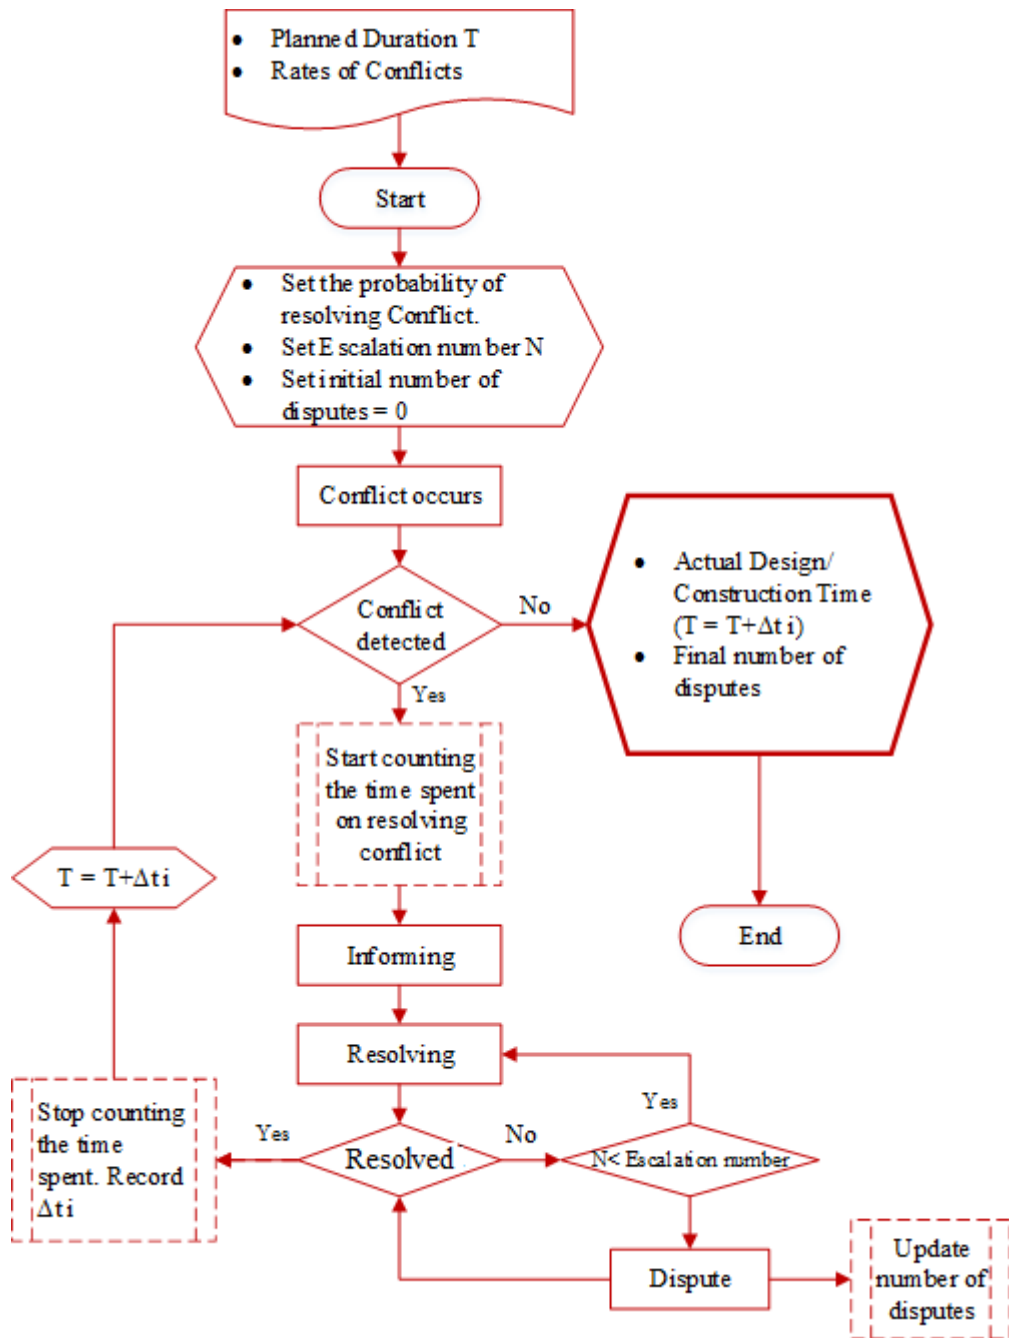 • Planned Duration T
• Rates of Conflicts
Start
• Set the probability of
resolving Conflict.
• Set Escalation number N
• Set initial number of
disputes = 0
Conflict occurs
Conflict
detected
No
• Actual Design/
Construction Time
(T = T+Δt i)
• Final number of
disputes
Yes
Start counting
the time spent
on resolving
conflict
T = T+Δt i
End
Informing
Resolving
Stop counting
the time
spent. Record
Δt i
Yes
Resolved
No
Yes
N< Escalation number
Dispute
Update
number of
disputes